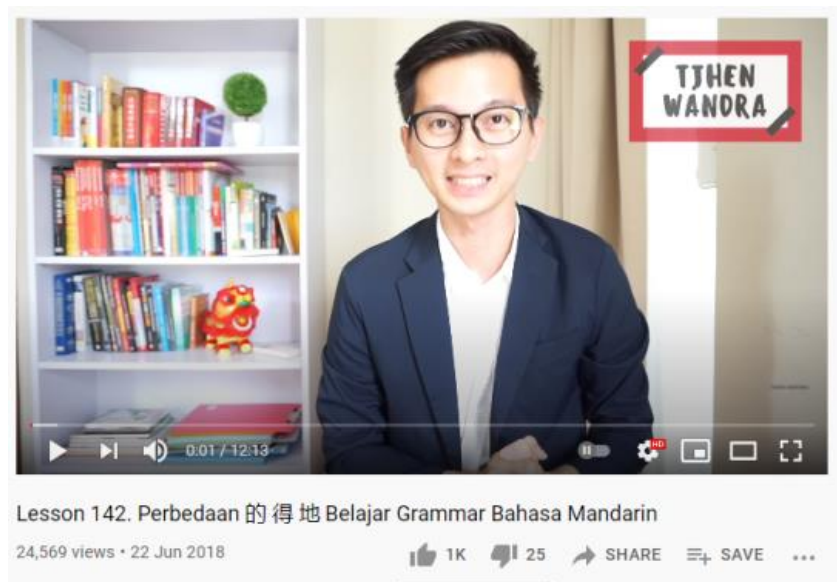 TJHEN
WANDRA
0:01 / 12:13
HD
Lesson 142. Perbedaan 的 得 地 Belajar Grammar Bahasa Mandarin
24,569 views • 22 Jun 2018
1K
25
SHARE
SAVE